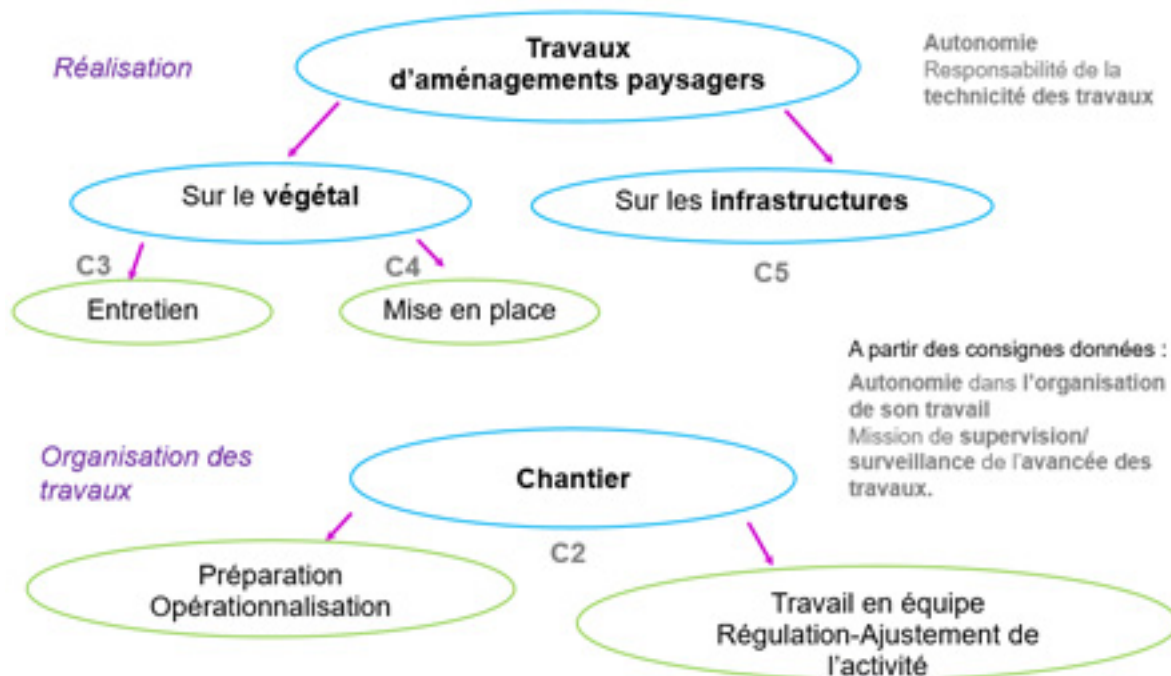 Réalisation
Travaux
d'aménagements paysagers
Autonomie
Responsabilité de la
technicité des travaux
Sur le végétal
Sur les infrastructures
C3
C4
C5
Entretien
Mise en place
A partir des consignes données :
Autonomie dans l'organisation
de son travail
Mission de supervision/
surveillance de l'avancée des
travaux.
Organisation des
travaux
Chantier
C2
Préparation
Opérationnalisation
Travail en équipe
Régulation-Ajustement de
l'activité